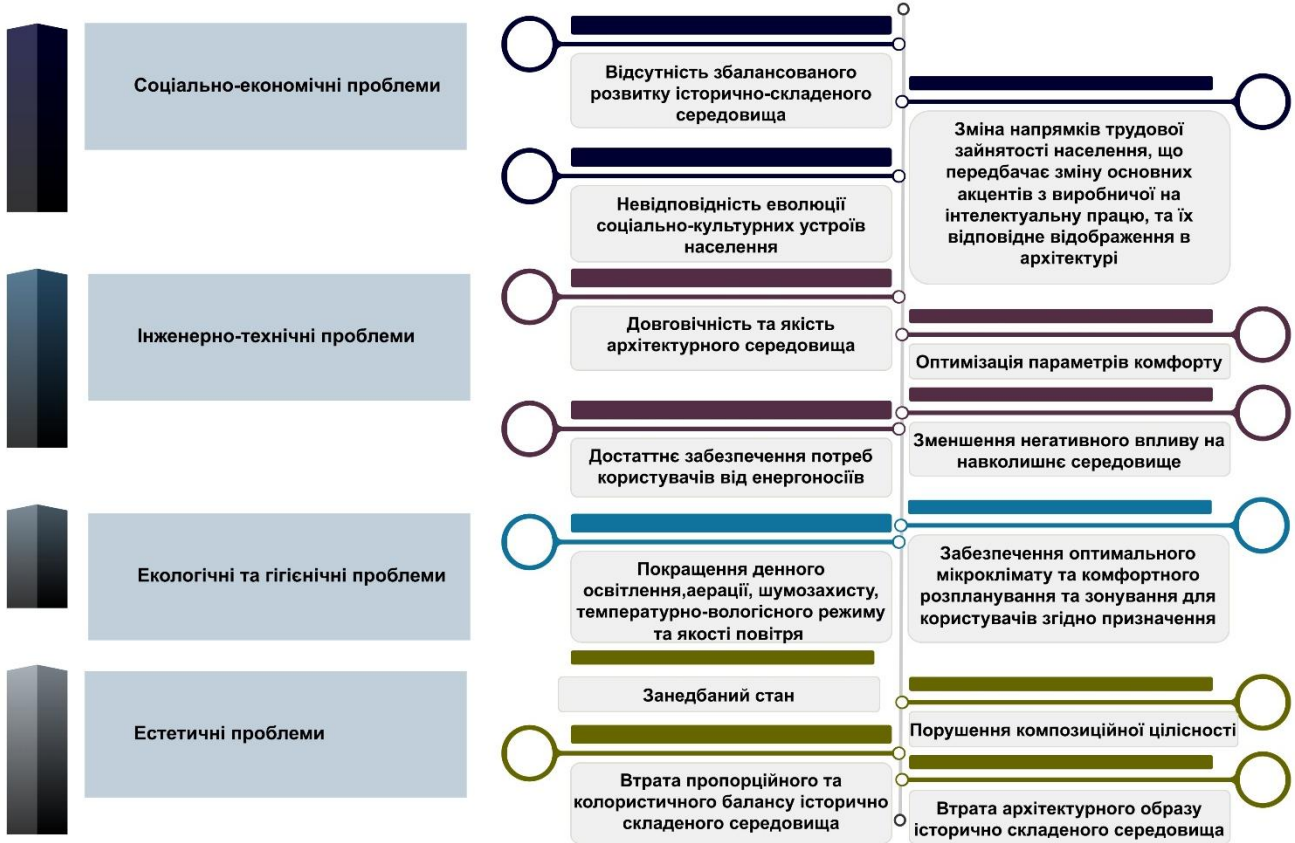 Соціально-економічні проблеми
Відсутність збалансованого
розвитку історично-складеного
середовища
Зміна напрямків трудової
зайнятості населення, що
передбачає зміну основних
акцентів з виробничої на
інтелектуальну працю, та їх
відповідне відображення в
архітектурі
Невідповідність еволюції
соціально-культурних устроїв
населення
Інженерно-технічні проблеми
Довговічність та якість
архітектурного середовища
Оптимізація параметрів комфорту
Достаттнє забезпечення потреб
користувачів від енергоносіїв
Зменшення негативного впливу на
навколишнє середовище
Екологічні та гігієнічні проблеми
Покращення денного
освітлення,аерації, шумозахисту,
температурно-вологісного режиму
та якості повітря
Забезпечення оптимального
мікроклімату та комфортного
розпланування та зонування для
користувачів згідно призначення
Естетичні проблеми
Занедбаний стан
Порушення композиційної цілісності
Втрата пропорційного та
колористичного балансу історично
складеного середовища
Втрата архітектурного образу
історично складеного середовища